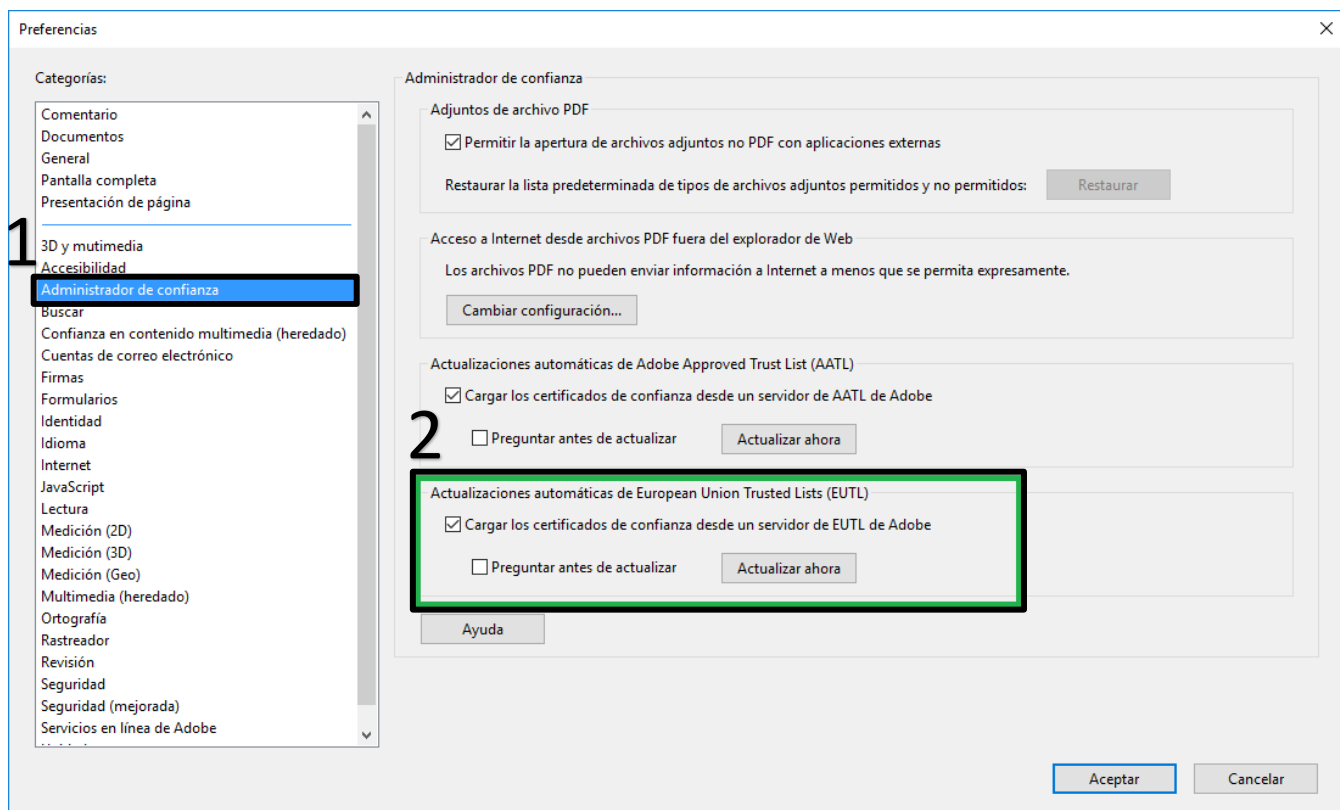 Preferencias
Categorías:
Comentario
Documentos
General
Pantalla completa
Presentación de página
1
3D y mutimedia
Accesibilidad
Administrador de confianza
Buscar
Confianza en contenido multimedia (heredado)
Cuentas de correo electrónico
Firmas
Formularios
Identidad
Idioma
Internet
JavaScript
Lectura
Medición (2D)
Medición (3D)
Medición (Geo)
Multimedia (heredado)
Ortografía
Rastreador
Revisión
Seguridad
Seguridad (mejorada)
Servicios en línea de Adobe
Administrador de confianza
Adjuntos de archivo PDF
Permitir la apertura de archivos adjuntos no PDF con aplicaciones externas
Restaurar la lista predeterminada de tipos de archivos adjuntos permitidos y no permitidos: Restaurar
Acceso a Internet desde archivos PDF fuera del explorador de Web
Los archivos PDF no pueden enviar información a Internet a menos que se permita expresamente.
Cambiar configuración...
Actualizaciones automáticas de Adobe Approved Trust List (AATL)
Cargar los certificados de confianza desde un servidor de AATL de Adobe
2
Preguntar antes de actualizar Actualizar ahora
Actualizaciones automáticas de European Union Trusted Lists (EUTL)
Cargar los certificados de confianza desde un servidor de EUTL de Adobe
Preguntar antes de actualizar Actualizar ahora
Ayuda
Aceptar Cancelar